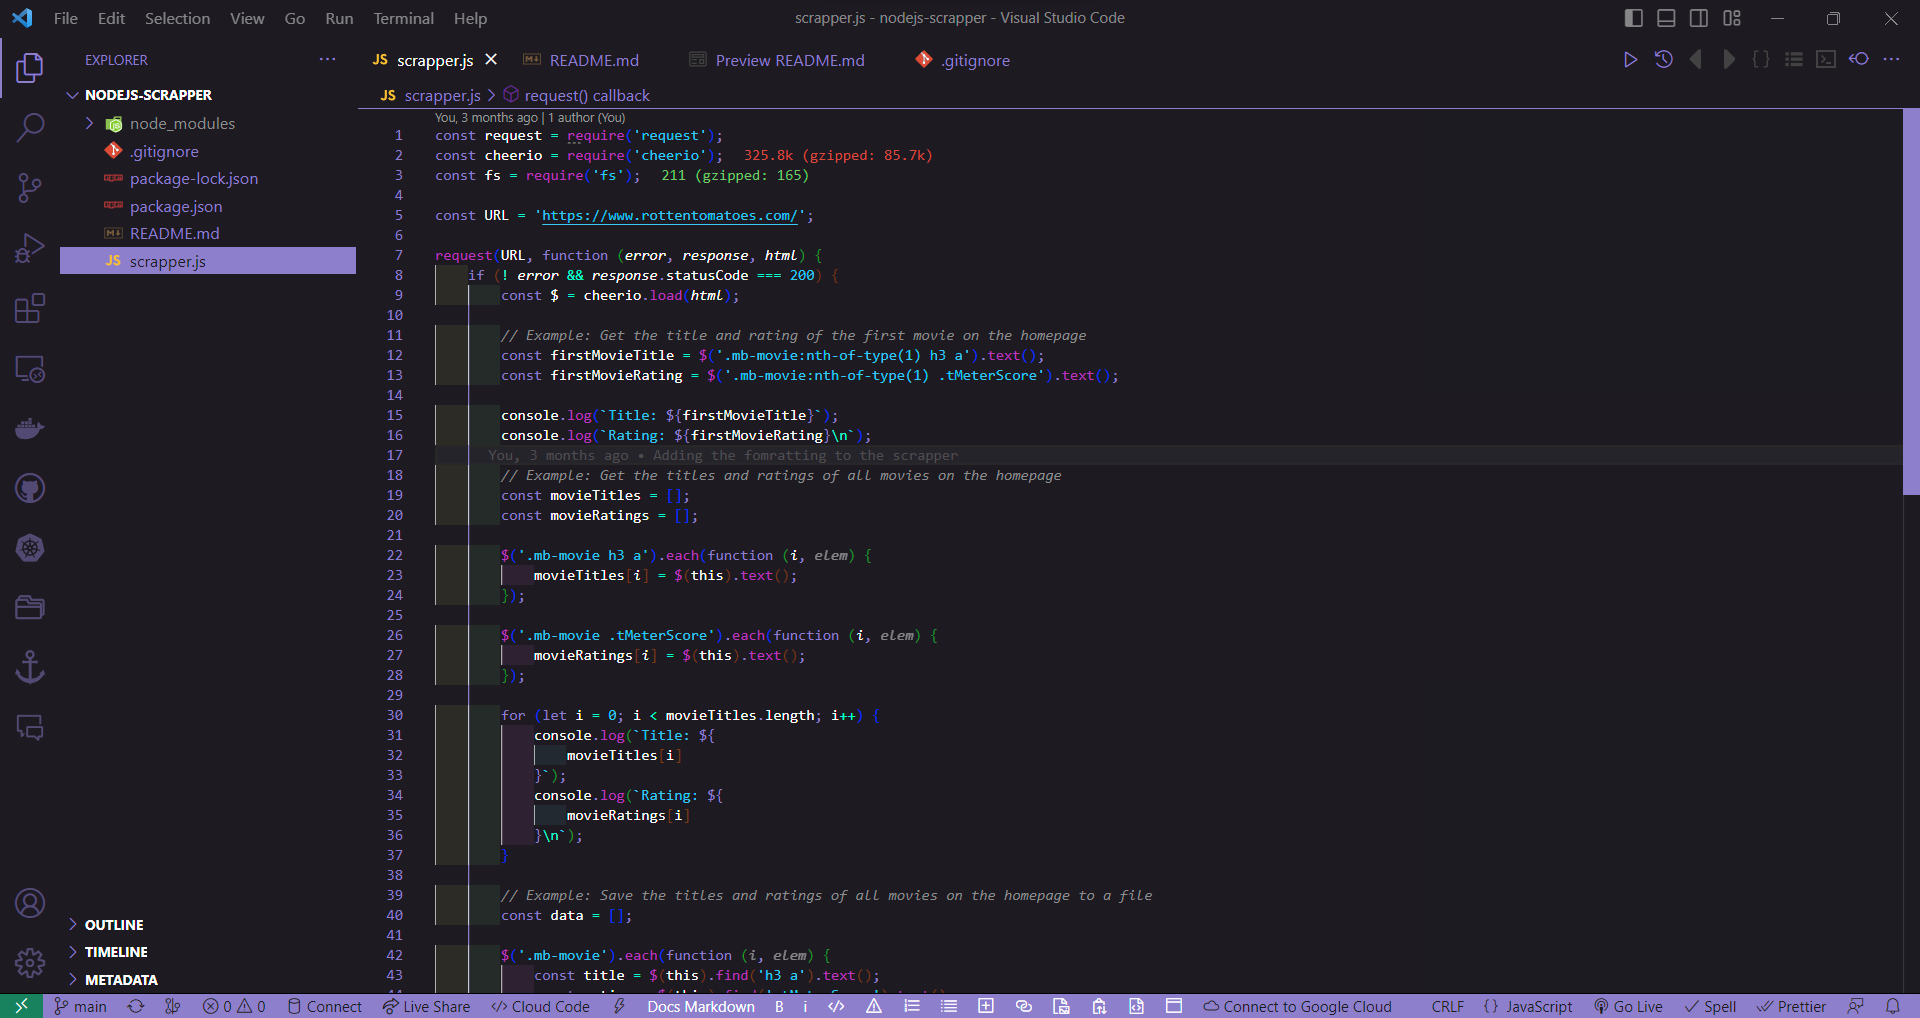 File Edit Selection View Go Run Terminal Help
scrapper.js - nodejs-scrapper - Visual Studio Code
EXPLORER
NODEJS-SCRAPPER
node_modules
.gitignore
package-lock.json
package.json
README.md
JS scrapper.js
OUTLINE
TIMELINE
METADATA
JS scrapper.js README.md Preview README.md .gitignore
JS scrapper.js > request() callback
You, 3 months ago | 1 author (You)
1 const request = require('request');
2 const cheerio = require('cheerio'); 325.8k (gzipped: 85.7k)
3 const fs = require('fs'); 211 (gzipped: 165)
4
5 const URL = 'https://www.rottentomatoes.com/';
6
7 request(URL, function (error, response, html) {
8 if (! error && response.statusCode === 200) {
9 const $ = cheerio.load(html);
10
11 // Example: Get the title and rating of the first movie on the homepage
12 const firstMovieTitle = $('.mb-movie:nth-of-type(1) h3 a').text();
13 const firstMovieRating = $('.mb-movie:nth-of-type(1) .tMeterScore').text();
14
15 console.log(`Title: ${firstMovieTitle}`);
16 console.log(`Rating: ${firstMovieRating}\n`);
17 You, 3 months ago • Adding the fomratting to the scrapper
18 // Example: Get the titles and ratings of all movies on the homepage
19 const movieTitles = [];
20 const movieRatings = [];
21
22 $('.mb-movie h3 a').each(function (i, elem) {
23 movieTitles[i] = $(this).text();
24 });
25
26 $('.mb-movie .tMeterScore').each(function (i, elem) {
27 movieRatings[i] = $(this).text();
28 });
29
30 for (let i = 0; i < movieTitles.length; i++) {
31 console.log(`Title: ${
32 movieTitles[i]
33 }`);
34 console.log(`Rating: ${
35 movieRatings[i]
36 }\n`);
37 }
38
39 // Example: Save the titles and ratings of all movies on the homepage to a file
40 const data = [];
41
42 $('.mb-movie').each(function (i, elem) {
43 const title = $(this).find('h3 a').text();
main 0 0 Connect Live Share Cloud Code Docs Markdown B i Connect to Google Cloud CRLF {} JavaScript Go Live Spell Prettier